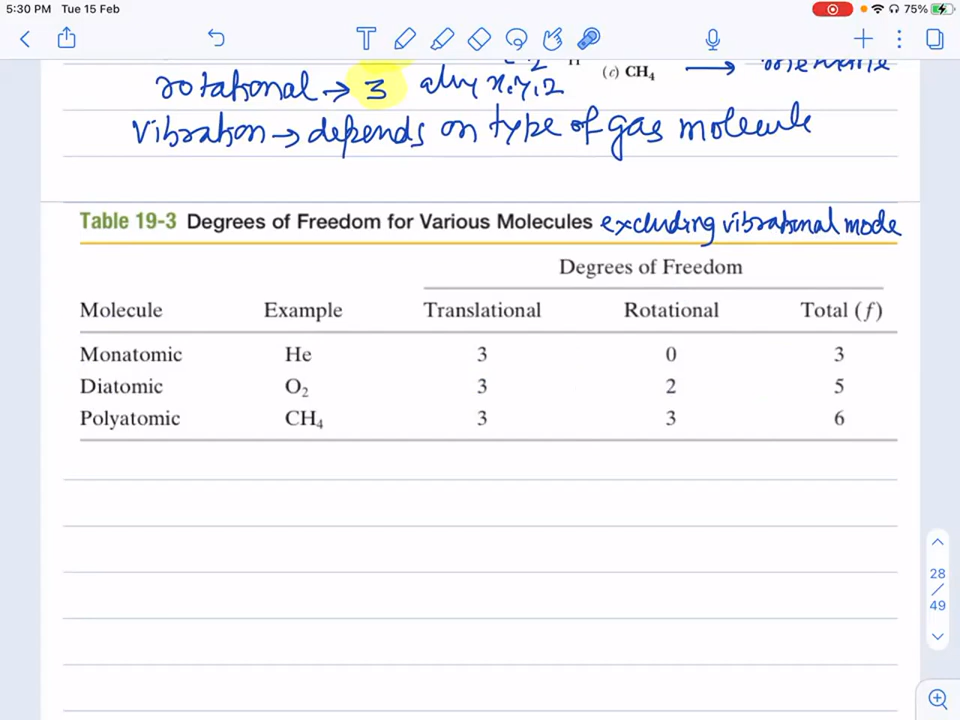 5:30 PM Tue 15 Feb
75%
T
(c) CH₄
rotational → 3 along x, y, z
Vibration → depends on type of gas molecule
Table 19-3 Degrees of Freedom for Various Molecules excluding vibrational mode
Degrees of Freedom
Molecule Example Translational Rotational Total (f)
Monatomic He 3 0 3
Diatomic O₂ 3 2 5
Polyatomic CH₄ 3 3 6
28
/
49